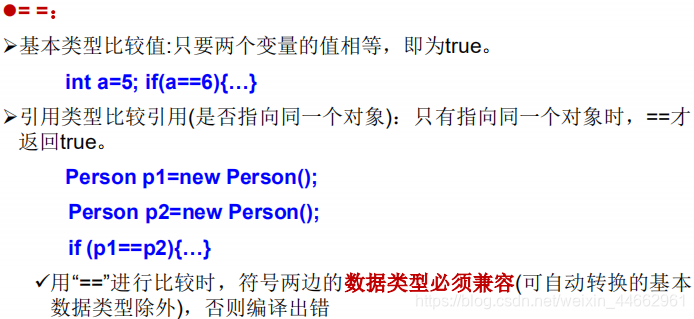 ●= =：
➢基本类型比较值:只要两个变量的值相等，即为true。
int a=5; if(a==6){…}
➢引用类型比较引用(是否指向同一个对象)：只有指向同一个对象时，==才
返回true。
Person p1=new Person();
Person p2=new Person();
if (p1==p2){…}
✓用“==”进行比较时，符号两边的数据类型必须兼容(可自动转换的基本
数据类型除外)，否则编译出错
https://blog.csdn.net/weixin_44662961